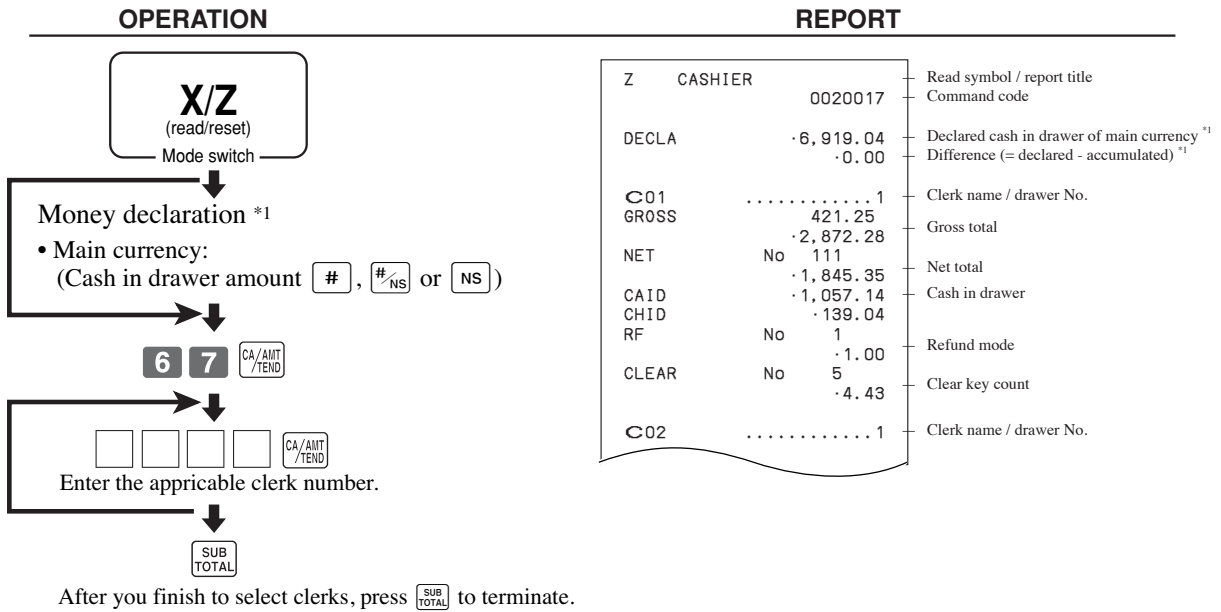 OPERATION
REPORT
X/Z
(read/reset)
Mode switch
Money declaration *1
• Main currency:
(Cash in drawer amount #, #/NS or NS)
6 7 CA/AMT /TEND
CA/AMT /TEND
Enter the appricable clerk number.
SUB
TOTAL
After you finish to select clerks, press SUB TOTAL to terminate.
Z CASHIER Read symbol / report title
0020017 Command code
DECLA ·6,919.04 Declared cash in drawer of main currency *1
·0.00 Difference (= declared - accumulated) *1
C01 ............1 Clerk name / drawer No.
GROSS 421.25
Gross total
·2,872.28
NET No 111
Net total
·1,845.35
CAID ·1,057.14 Cash in drawer
CHID ·139.04
RF No 1
Refund mode
·1.00
CLEAR No 5
Clear key count
·4.43
C02 ............1 Clerk name / drawer No.